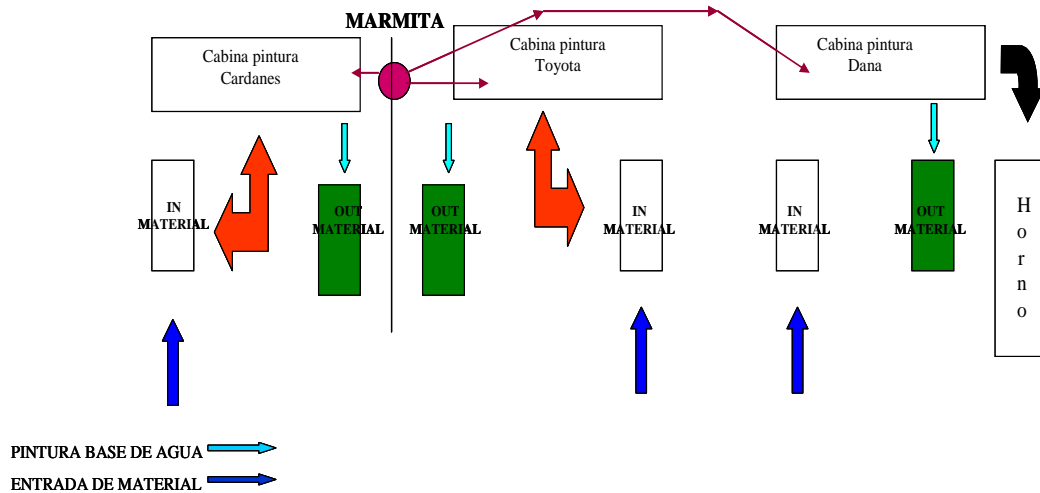 MARMITA
Cabina pintura
Cardanes
Cabina pintura
Toyota
Cabina pintura
Dana
IN
MATERIAL
OUT
MATERIAL
OUT
MATERIAL
IN
MATERIAL
IN
MATERIAL
OUT
MATERIAL
H
o
r
n
o
PINTURA BASE DE AGUA
ENTRADA DE MATERIAL